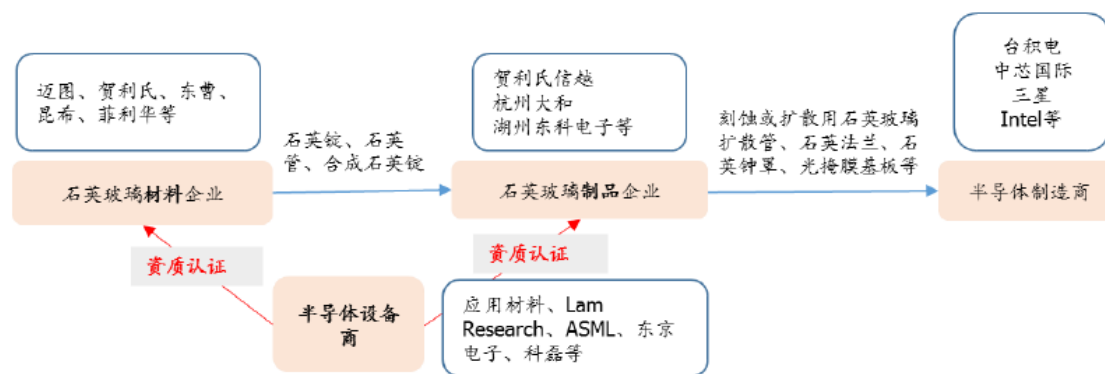 迈图、贺利氏、东曹、
昆希、菲利华等
石英锭、石英
管、合成石英锭
贺利氏信越
杭州大和
湖州东科电子等
刻蚀或扩散用石英玻璃
扩散管、石英法兰、石
英钟罩、光掩膜基板等
台积电
中芯国际
三星
Intel等
石英玻璃材料企业
石英玻璃制品企业
半导体制造商
资质认证
资质认证
半导体设备
商
应用材料、Lam
Research、ASML、东京
电子、科磊等